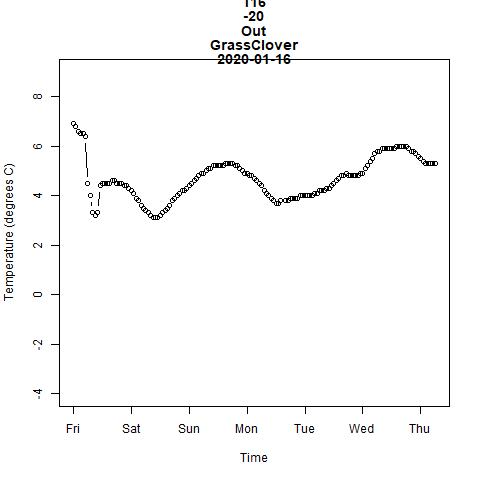 116
-20
Out
GrassClover
2020-01-16
Temperature (degrees C)
8
6
4
2
0
-2
-4
Fri Sat Sun Mon Tue Wed Thu
Time